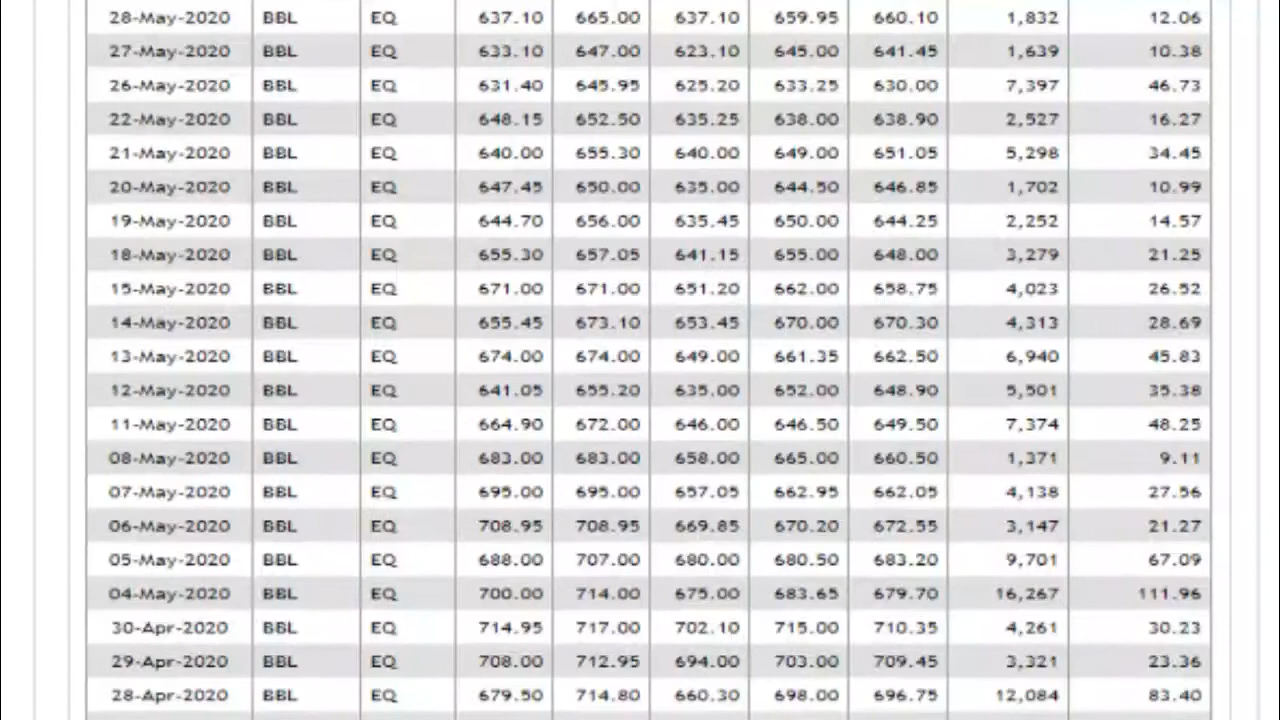 28-May-2020 BBL EQ 637.10 665.00 637.10 659.95 660.10 1,832 12.06
27-May-2020 BBL EQ 633.10 647.00 623.10 645.00 641.45 1,639 10.38
26-May-2020 BBL EQ 631.40 645.95 625.20 633.25 630.00 7,397 46.73
22-May-2020 BBL EQ 648.15 652.50 635.25 638.00 638.90 2,527 16.27
21-May-2020 BBL EQ 640.00 655.30 640.00 649.00 651.05 5,298 34.45
20-May-2020 BBL EQ 647.45 650.00 635.00 644.50 646.85 1,702 10.99
19-May-2020 BBL EQ 644.70 656.00 635.45 650.00 644.25 2,252 14.57
18-May-2020 BBL EQ 655.30 657.05 641.15 655.00 648.00 3,279 21.25
15-May-2020 BBL EQ 671.00 671.00 651.20 662.00 658.75 4,023 26.52
14-May-2020 BBL EQ 655.45 673.10 653.45 670.00 670.30 4,313 28.69
13-May-2020 BBL EQ 674.00 674.00 649.00 661.35 662.50 6,940 45.83
12-May-2020 BBL EQ 641.05 655.20 635.00 652.00 648.90 5,501 35.38
11-May-2020 BBL EQ 664.90 672.00 646.00 646.50 649.50 7,374 48.25
08-May-2020 BBL EQ 683.00 683.00 658.00 665.00 660.50 1,371 9.11
07-May-2020 BBL EQ 695.00 695.00 657.05 662.95 662.05 4,138 27.56
06-May-2020 BBL EQ 708.95 708.95 669.85 670.20 672.55 3,147 21.27
05-May-2020 BBL EQ 688.00 707.00 680.00 680.50 683.20 9,701 67.09
04-May-2020 BBL EQ 700.00 714.00 675.00 683.65 679.70 16,267 111.96
30-Apr-2020 BBL EQ 714.95 717.00 702.10 715.00 710.35 4,261 30.23
29-Apr-2020 BBL EQ 708.00 712.95 694.00 703.00 709.45 3,321 23.36
28-Apr-2020 BBL EQ 679.50 714.80 660.30 698.00 696.75 12,084 83.40